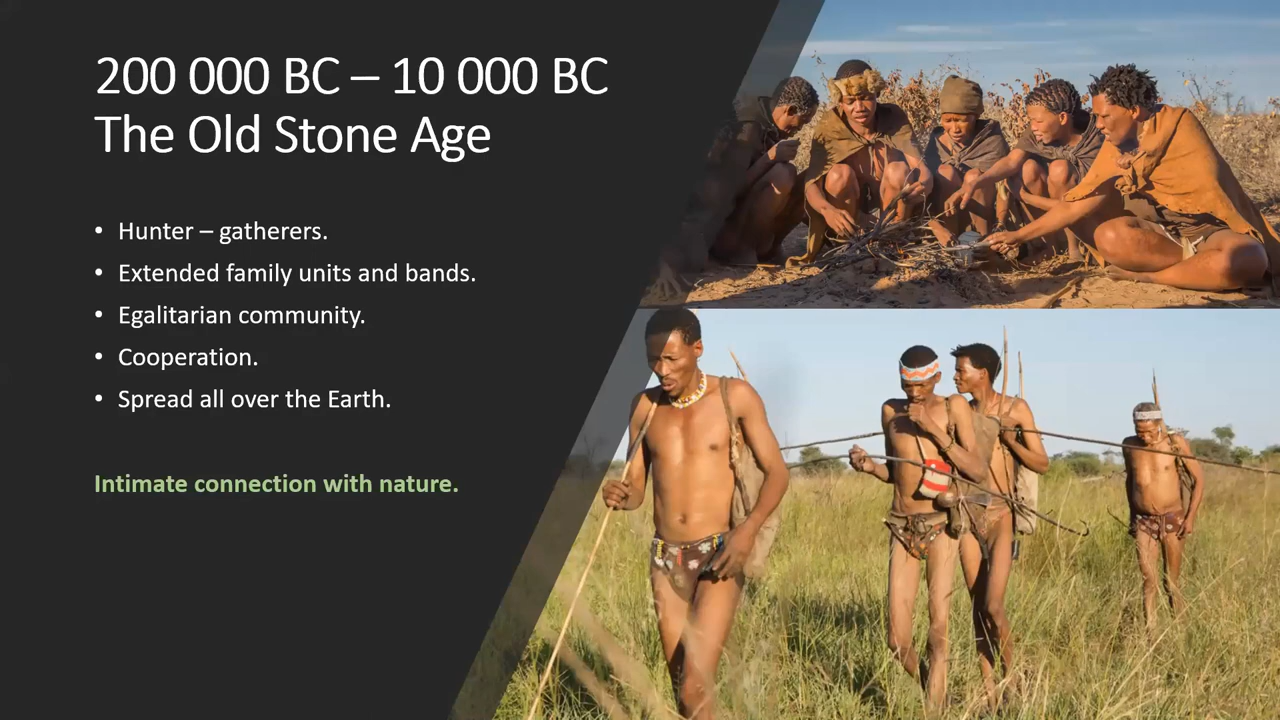 200 000 BC – 10 000 BC
The Old Stone Age
• Hunter – gatherers.
• Extended family units and bands.
• Egalitarian community.
• Cooperation.
• Spread all over the Earth.
Intimate connection with nature.